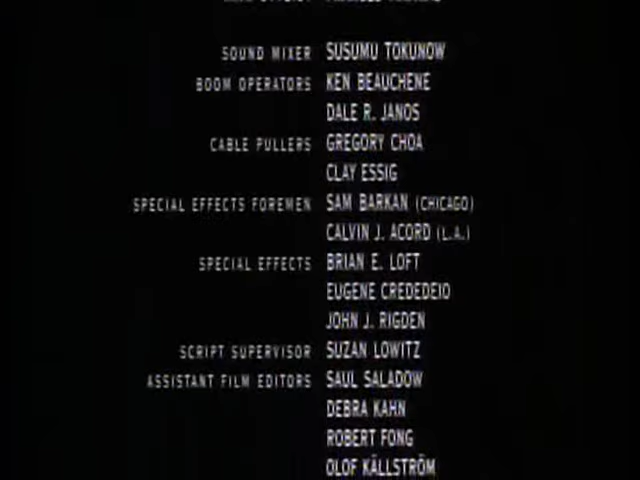 SOUND MIXER SUSUMU TOKUNOW
BOOM OPERATORS KEN BEAUCHENE
DALE R. JANOS
CABLE PULLERS GREGORY CHOA
CLAY ESSIG
SPECIAL EFFECTS FOREMEN SAM BARKAN (CHICAGO)
CALVIN J. ACORD (L.A.)
SPECIAL EFFECTS BRIAN E. LOFT
EUGENE CREDEDEIO
JOHN J. RIGDEN
SCRIPT SUPERVISOR SUZAN LOWITZ
ASSISTANT FILM EDITORS SAUL SALADOW
DEBRA KAHN
ROBERT FONG
OLOF KÄLLSTRÖM